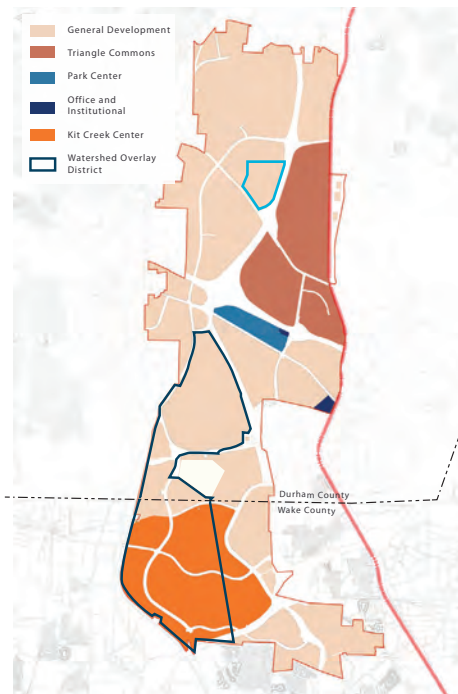 General Development
Triangle Commons
Park Center
Office and
Institutional
Kit Creek Center
Watershed Overlay
District
Durham County
Wake County